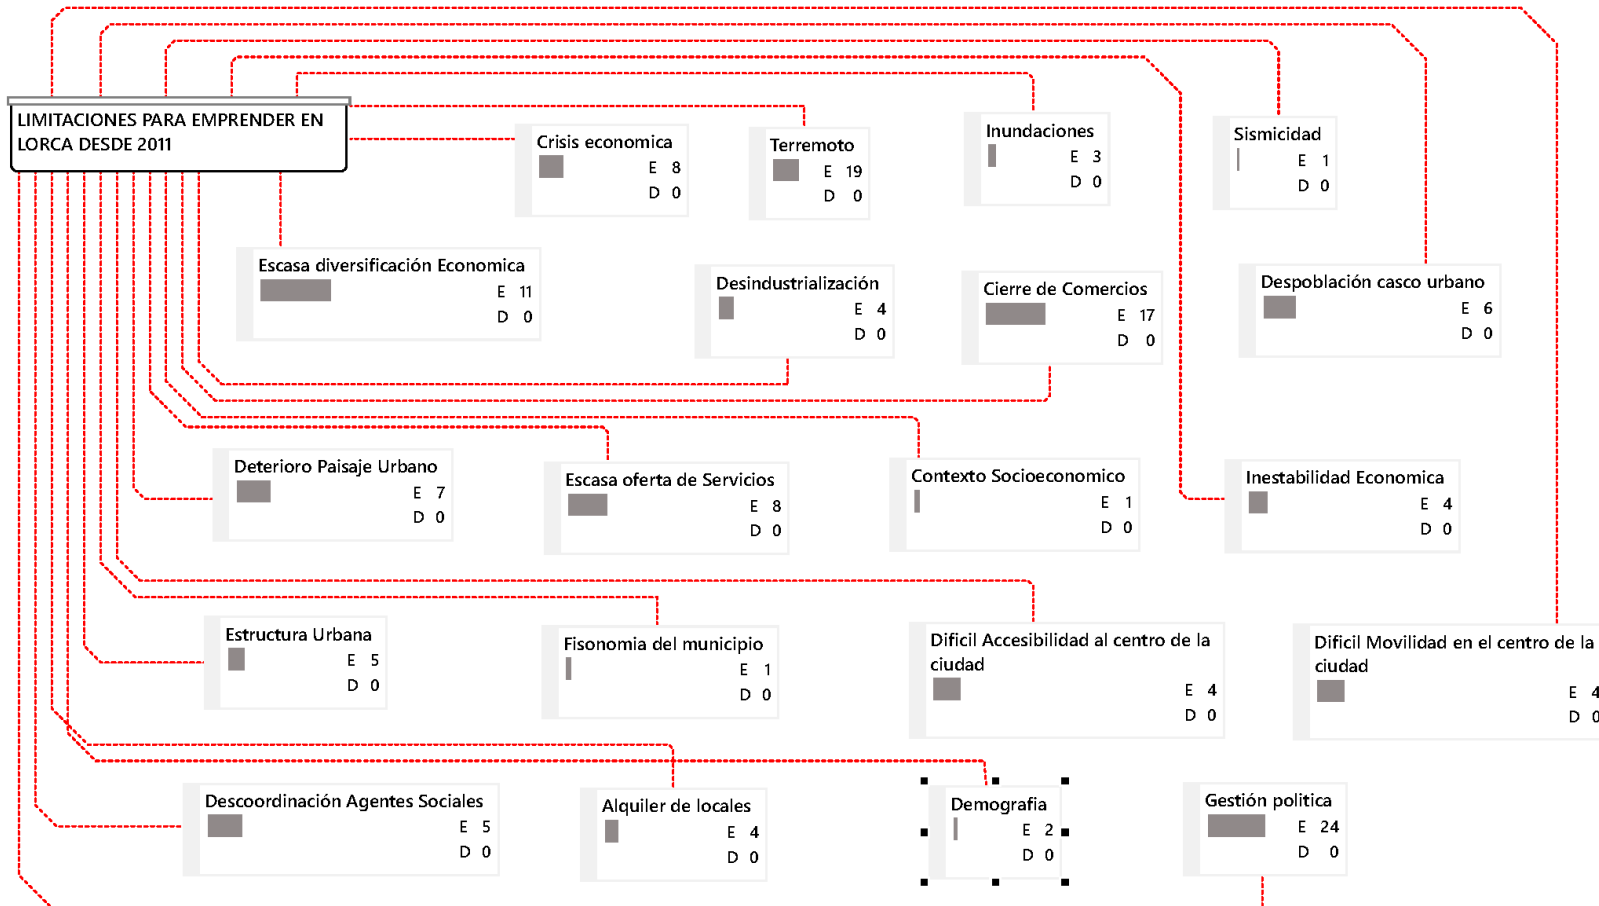 LIMITACIONES PARA EMPRENDER EN
LORCA DESDE 2011
Crisis economica
E 8
D 0
Terremoto
E 19
D 0
Inundaciones
E 3
D 0
Sismicidad
E 1
D 0
Escasa diversificación Economica
E 11
D 0
Desindustrialización
E 4
D 0
Cierre de Comercios
E 17
D 0
Despoblación casco urbano
E 6
D 0
Deterioro Paisaje Urbano
E 7
D 0
Escasa oferta de Servicios
E 8
D 0
Contexto Socioeconomico
E 1
D 0
Inestabilidad Economica
E 4
D 0
Estructura Urbana
E 5
D 0
Fisonomia del municipio
E 1
D 0
Dificil Accesibilidad al centro de la
ciudad
E 4
D 0
Dificil Movilidad en el centro de la
ciudad
E 4
D 0
Descoordinación Agentes Sociales
E 5
D 0
Alquiler de locales
E 4
D 0
Demografia
E 2
D 0
Gestión politica
E 24
D 0